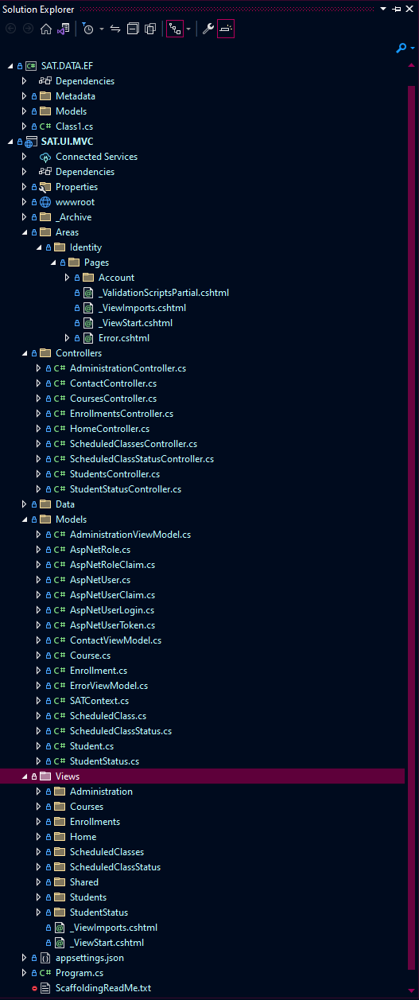 Solution Explorer
SAT.DATA.EF
Dependencies
Metadata
Models
C# Class1.cs
SAT.UI.MVC
Connected Services
Dependencies
Properties
wwwroot
_Archive
Areas
Identity
Pages
Account
_ValidationScriptsPartial.cshtml
_ViewImports.cshtml
_ViewStart.cshtml
Error.cshtml
Controllers
C# AdministrationController.cs
C# ContactController.cs
C# CoursesController.cs
C# EnrollmentsController.cs
C# HomeController.cs
C# ScheduledClassesController.cs
C# ScheduledClassStatusController.cs
C# StudentsController.cs
C# StudentStatusController.cs
Data
Models
C# AdministrationViewModel.cs
C# AspNetRole.cs
C# AspNetRoleClaim.cs
C# AspNetUser.cs
C# AspNetUserClaim.cs
C# AspNetUserLogin.cs
C# AspNetUserToken.cs
C# ContactViewModel.cs
C# Course.cs
C# Enrollment.cs
C# ErrorViewModel.cs
C# SATContext.cs
C# ScheduledClass.cs
C# ScheduledClassStatus.cs
C# Student.cs
C# StudentStatus.cs
Views
Administration
Courses
Enrollments
Home
ScheduledClasses
ScheduledClassStatus
Shared
Students
StudentStatus
_ViewImports.cshtml
_ViewStart.cshtml
appsettings.json
C# Program.cs
ScaffoldingReadMe.txt